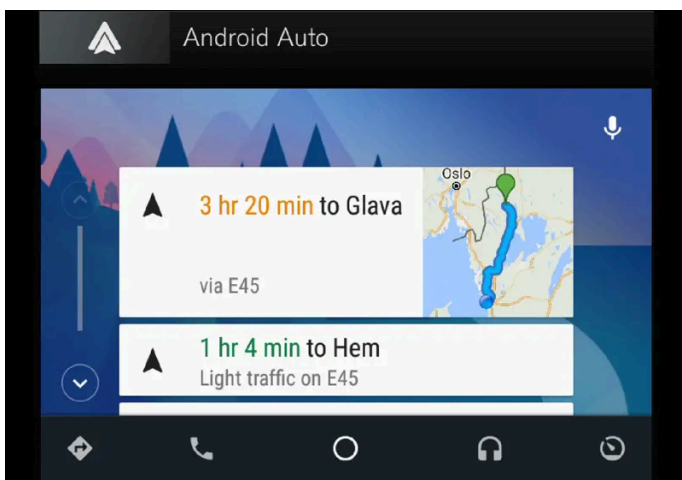 Android Auto
3 hr 20 min to Glava
Oslo
via E45
1 hr 4 min to Hem
Light traffic on E45